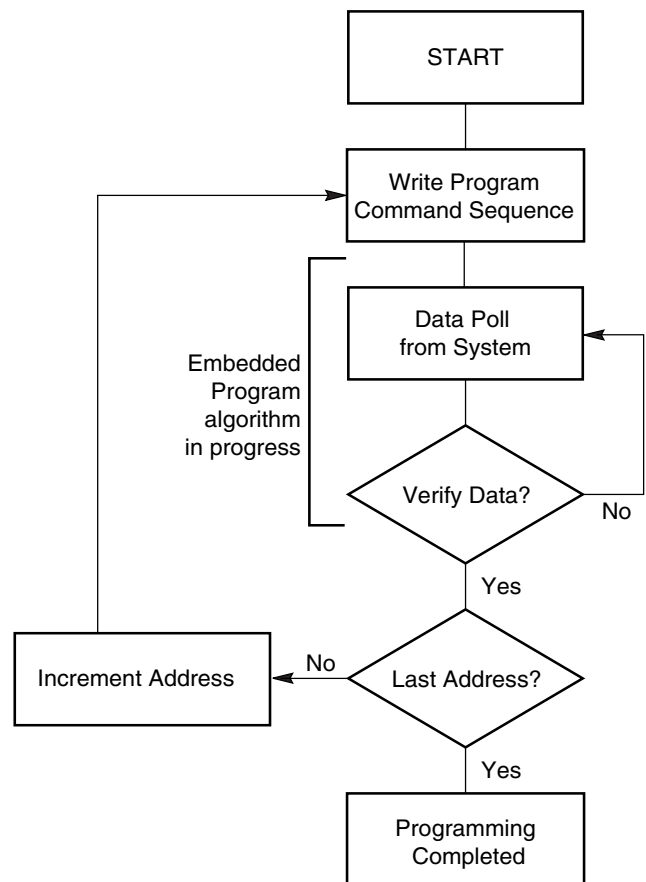 START
Write Program
Command Sequence
Data Poll
from System
Embedded
Program
algorithm
in progress
Verify Data?
No
Yes
No
Increment Address
Last Address?
Yes
Programming
Completed